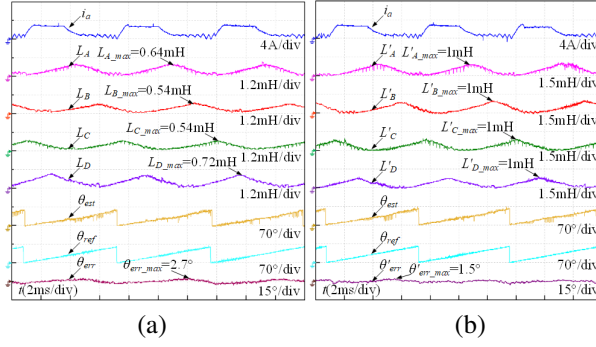 i_a
4A/div
L_A L_A_max=0.64mH
1.2mH/div
L_B L_B_max=0.54mH
1.2mH/div
L_C L_C_max=0.54mH
1.2mH/div
L_D L_D_max=0.72mH
1.2mH/div
θ_est
70°/div
θ_ref
70°/div
θ_err θ_err_max=2.7°
t(2ms/div) 15°/div
(a)
i_a
4A/div
L'_A L'_A_max=1mH
1.5mH/div
L'_B L'_B_max=1mH
1.5mH/div
L'_C L'_C_max=1mH
1.5mH/div
L'_D L'_D_max=1mH
1.5mH/div
θ_est
70°/div
θ_ref
70°/div
θ'_err θ'_err_max=1.5°
t(2ms/div) 15°/div
(b)